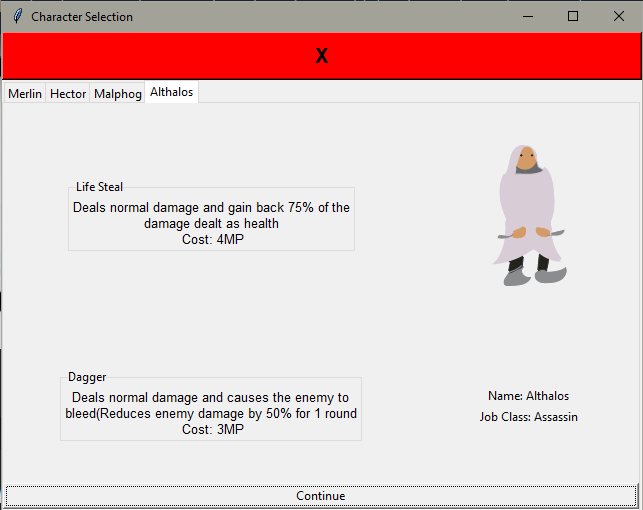 Character Selection
X
Merlin Hector Malphog Althalos
Life Steal
Deals normal damage and gain back 75% of the
damage dealt as health
Cost: 4MP
Dagger
Deals normal damage and causes the enemy to
bleed(Reduces enemy damage by 50% for 1 round
Cost: 3MP
Name: Althalos
Job Class: Assassin
Continue